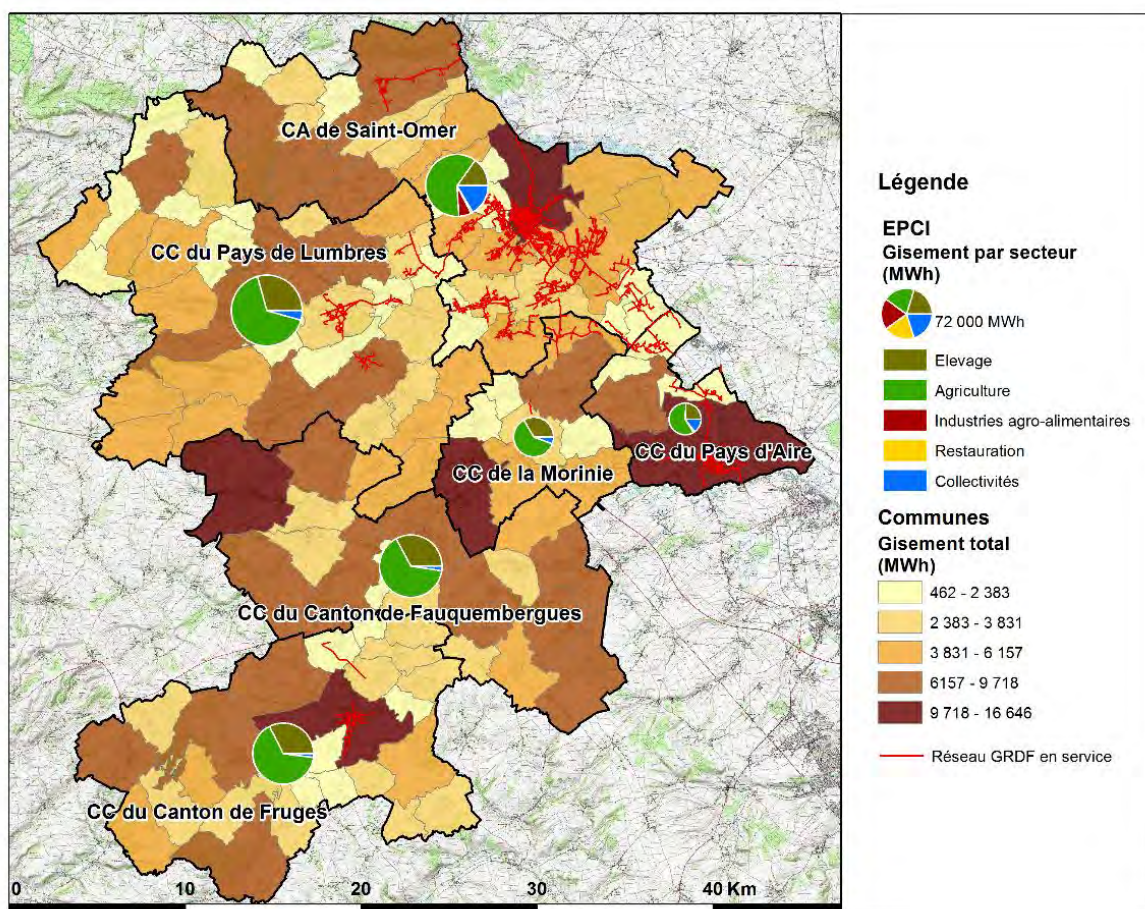 CA de Saint-Omer
CC du Pays de Lumbres
CC du Pays d'Aire
CC de la Morinie
CC du Canton de Fauquembergues
CC du Canton de Fruges
0 10 20 30 40 Km
Légende
EPCI
Gisement par secteur
(MWh)
72 000 MWh
Elevage
Agriculture
Industries agro-alimentaires
Restauration
Collectivités
Communes
Gisement total
(MWh)
462 - 2 383
2 383 - 3 831
3 831 - 6 157
6157 - 9 718
9 718 - 16 646
Réseau GRDF en service